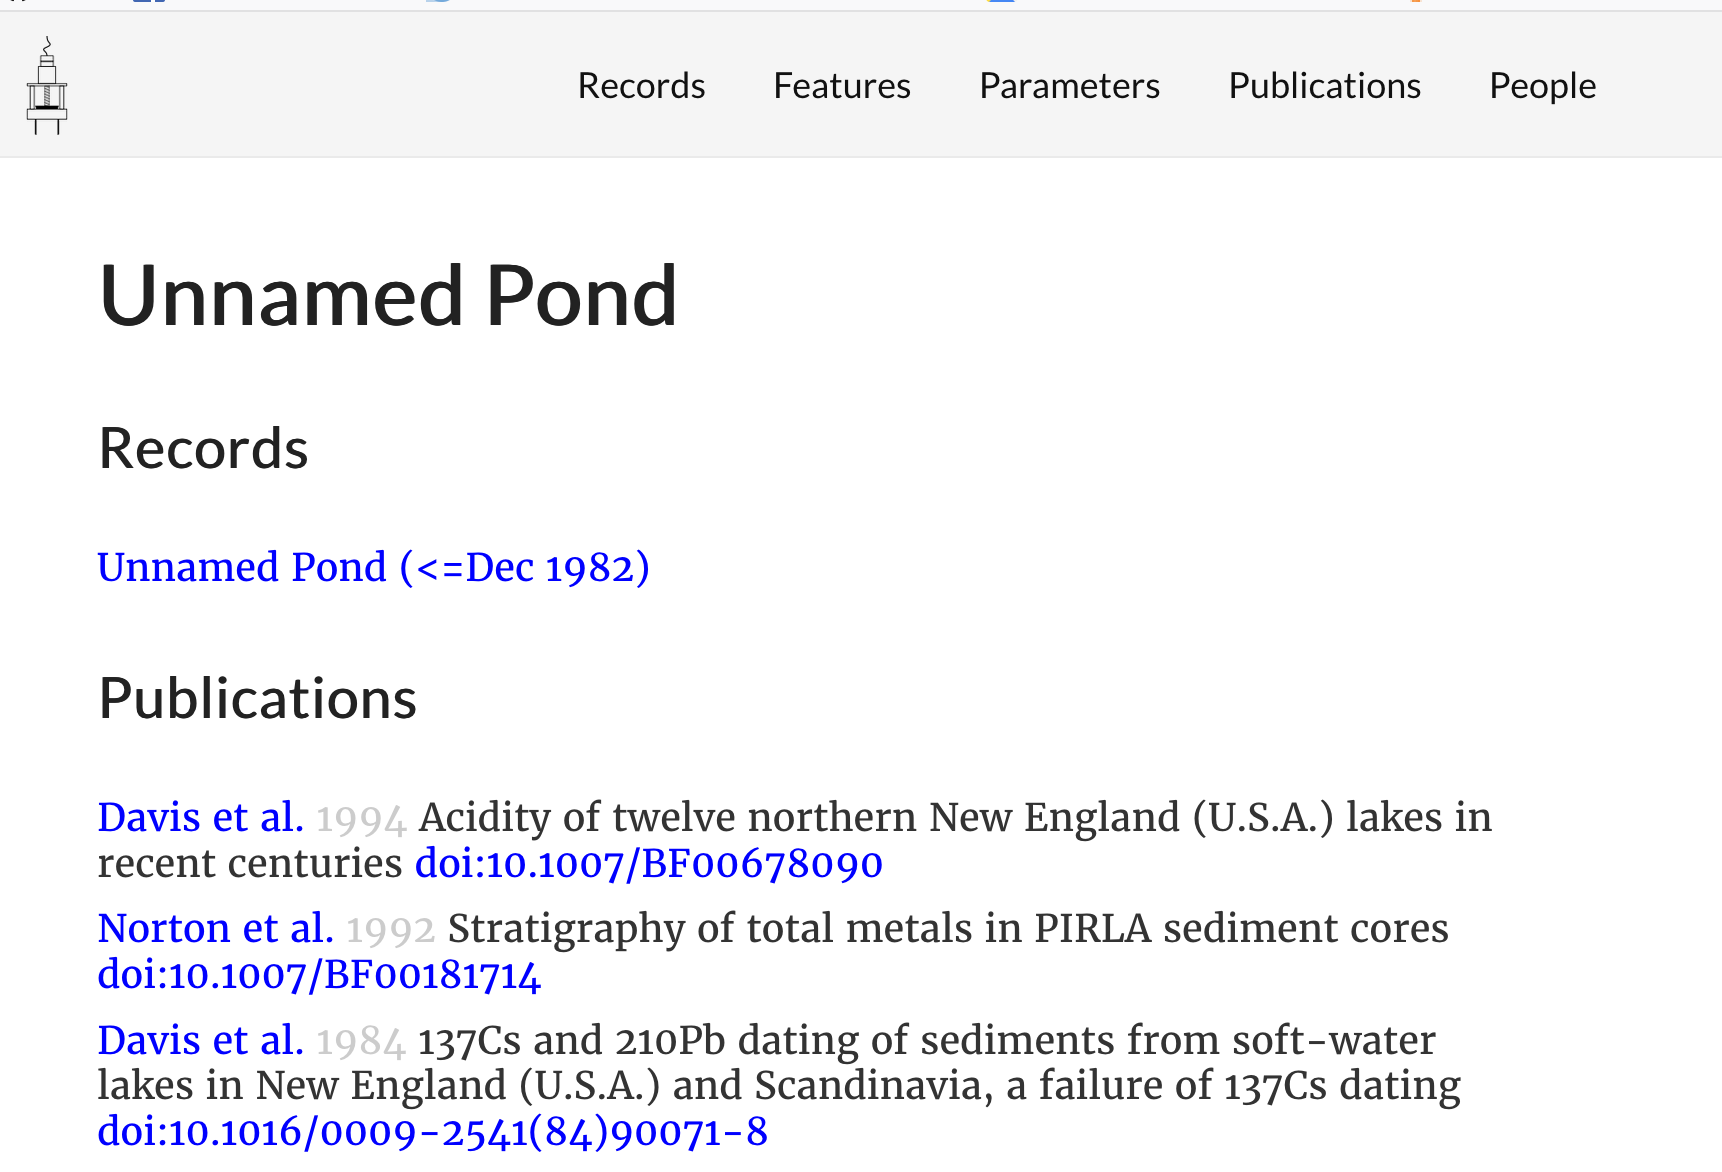 Records Features Parameters Publications People
Unnamed Pond
Records
Unnamed Pond (<=Dec 1982)
Publications
Davis et al. 1994 Acidity of twelve northern New England (U.S.A.) lakes in
recent centuries doi:10.1007/BF00678090
Norton et al. 1992 Stratigraphy of total metals in PIRLA sediment cores
doi:10.1007/BF00181714
Davis et al. 1984 137Cs and 210Pb dating of sediments from soft-water
lakes in New England (U.S.A.) and Scandinavia, a failure of 137Cs dating
doi:10.1016/0009-2541(84)90071-8